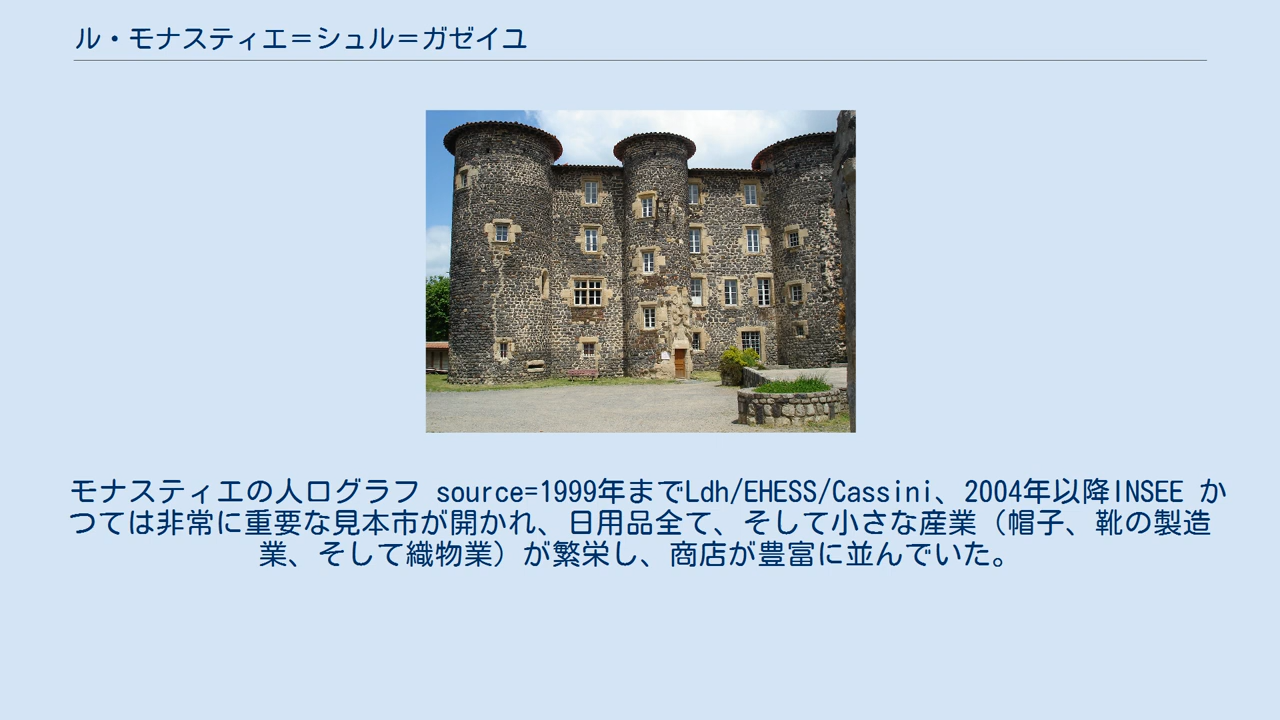 ル・モナスティエ＝シュル＝ガゼイユ
モナスティエの人口グラフ source=1999年までLdh/EHESS/Cassini、2004年以降INSEE か
つては非常に重要な見本市が開かれ、日用品全て、そして小さな産業（帽子、靴の製造
業、そして織物業）が繁栄し、商店が豊富に並んでいた。